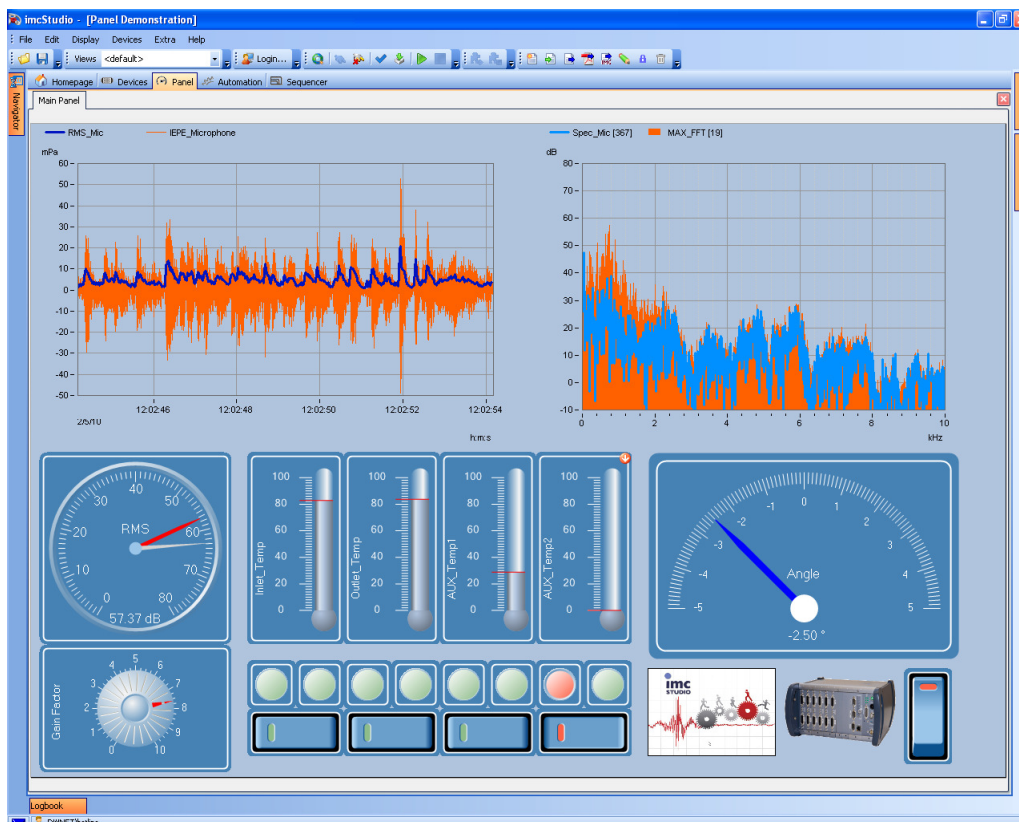 imcStudio - [Panel Demonstration]
File Edit Display Devices Extra Help
Views <default> Login...
Homepage Devices Panel Automation Sequencer
Navigator
Main Panel
RMS_Mic IEPE_Microphone
mPa
60
50
40
30
20
10
0
-10
-20
-30
-40
-50
12:02:46 12:02:48 12:02:50 12:02:52 12:02:54
2/5/10
h:m:s
Spec_Mic [367] MAX_FFT [19]
dB
80
70
60
50
40
30
20
10
0
-10
0 2 4 6 8 10
kHz
0 10 20 30 40 50 60 70 80
RMS
57.37 dB
Inlet_Temp
100
80
60
40
20
0
Outlet_Temp
100
80
60
40
20
0
AUX_Temp1
100
80
60
40
20
0
AUX_Temp2
100
80
60
40
20
0
-5 -4 -3 -2 -1 0 1 2 3 4 5
Angle
-2.50 °
Gain Factor
0 1 2 3 4 5 6 7 8 9 10
imc
STUDIO
Logbook